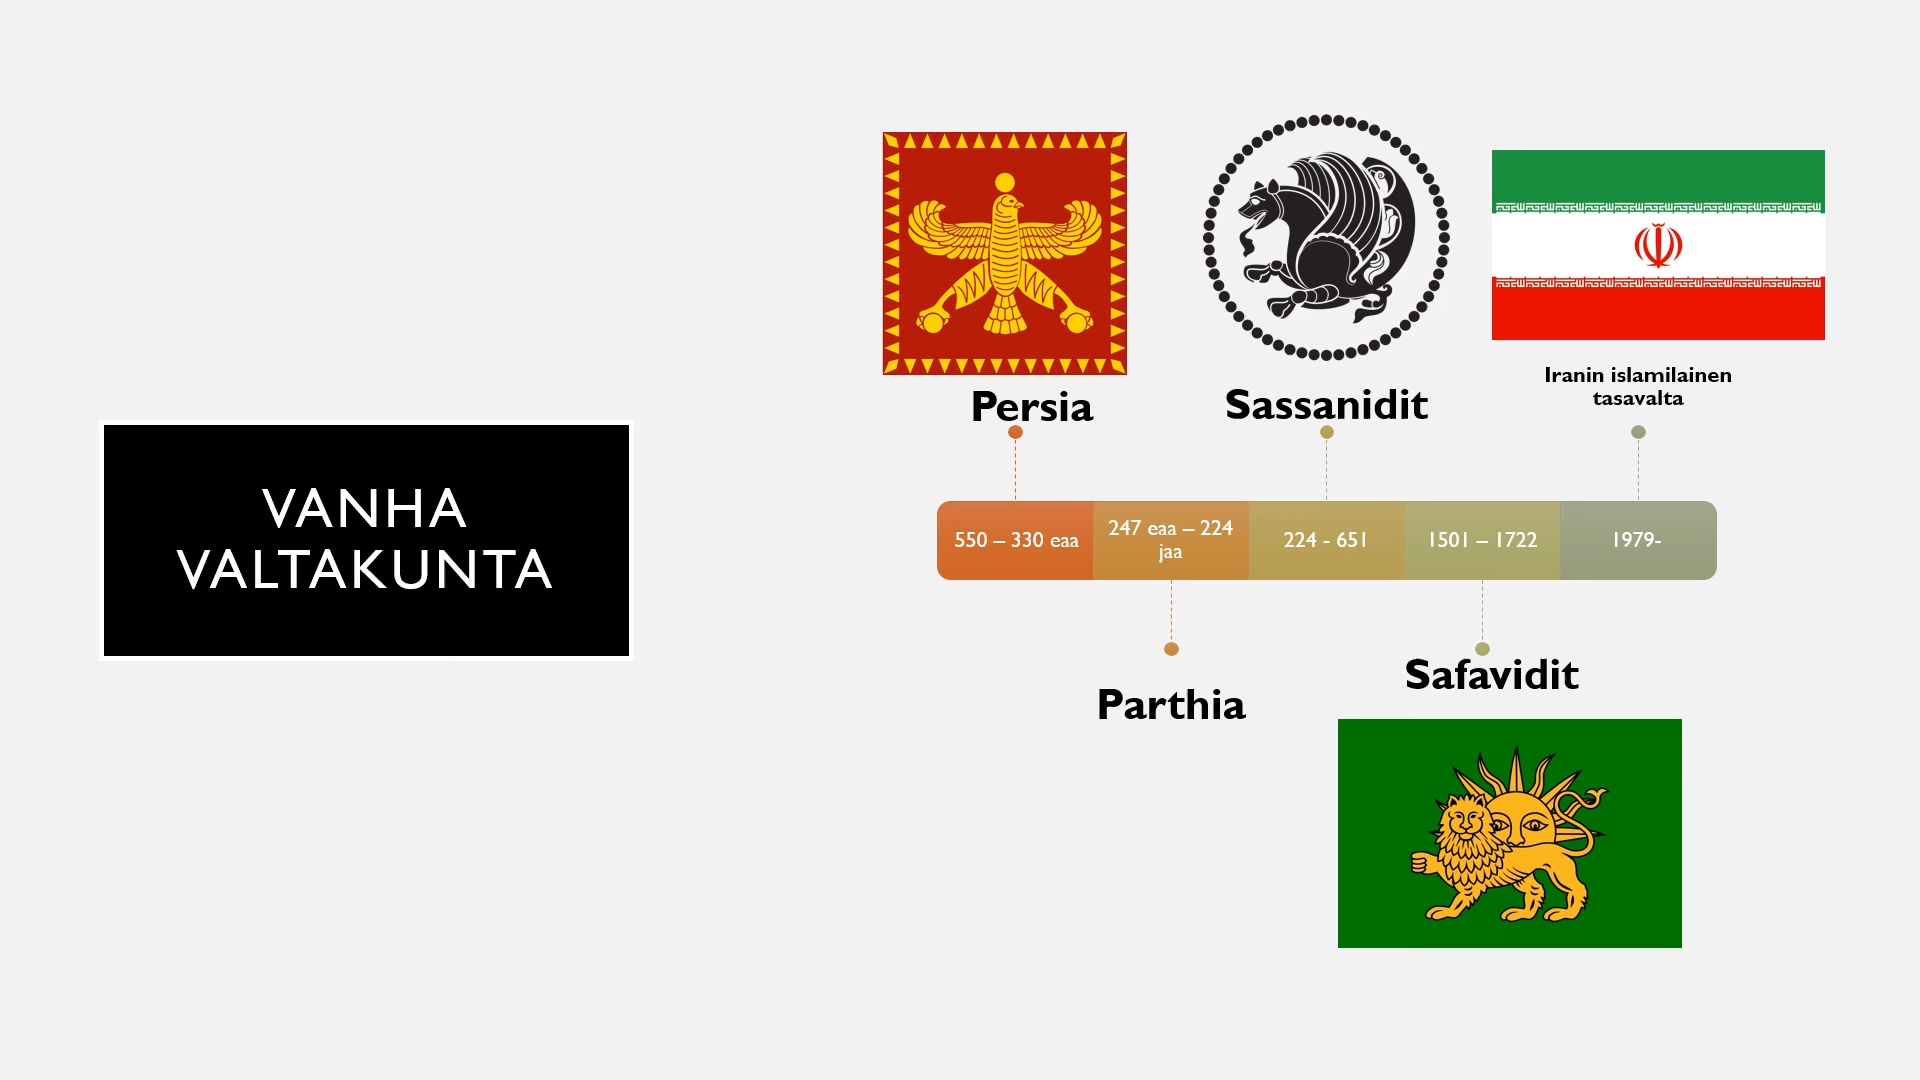 VANHA
VALTAKUNTA
Persia
Sassanidit
Iranin islamilainen
tasavalta
550 – 330 eaa
247 eaa – 224
jaa
224 - 651
1501 – 1722
1979-
Parthia
Safavidit